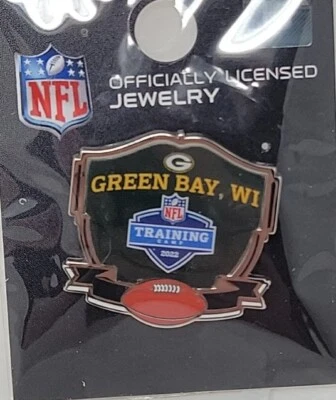 NFL
OFFICIALLY LICENSED
JEWELRY
G
GREEN BAY, WI
NFL
TRAINING
CAMP
2022